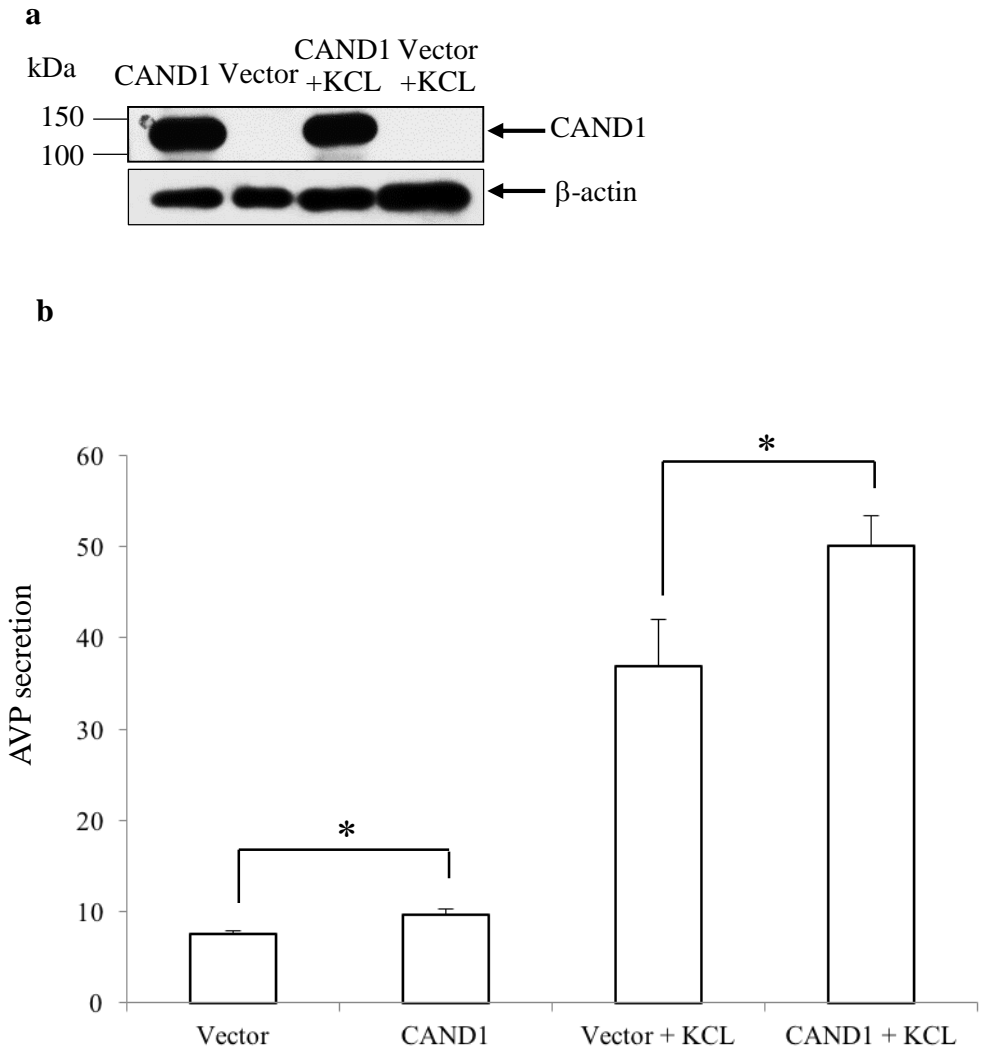 a
kDa
CAND1 Vector CAND1 +KCL Vector +KCL
150
100
CAND1
β-actin
b
AVP secretion
60
50
40
30
20
10
0
*
*
Vector CAND1 Vector + KCL CAND1 + KCL